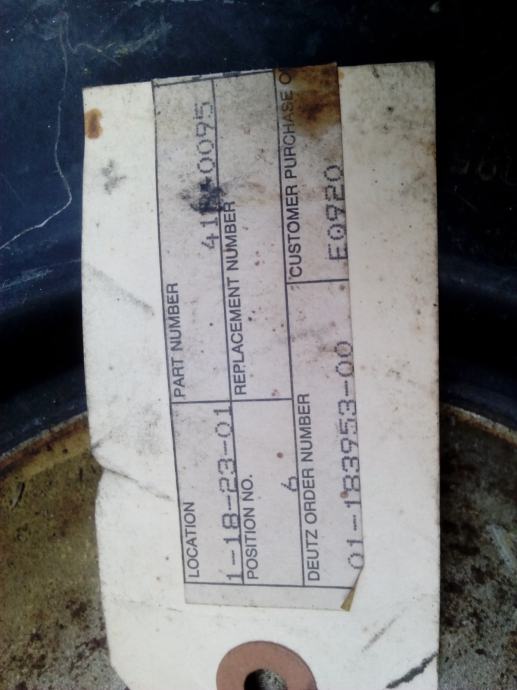 LOCATION
PART NUMBER
1-18-23-01
POSITION NO.
REPLACEMENT NUMBER
6
DEUTZ ORDER NUMBER
CUSTOMER PURCHASE O
01-183953-00
E0920